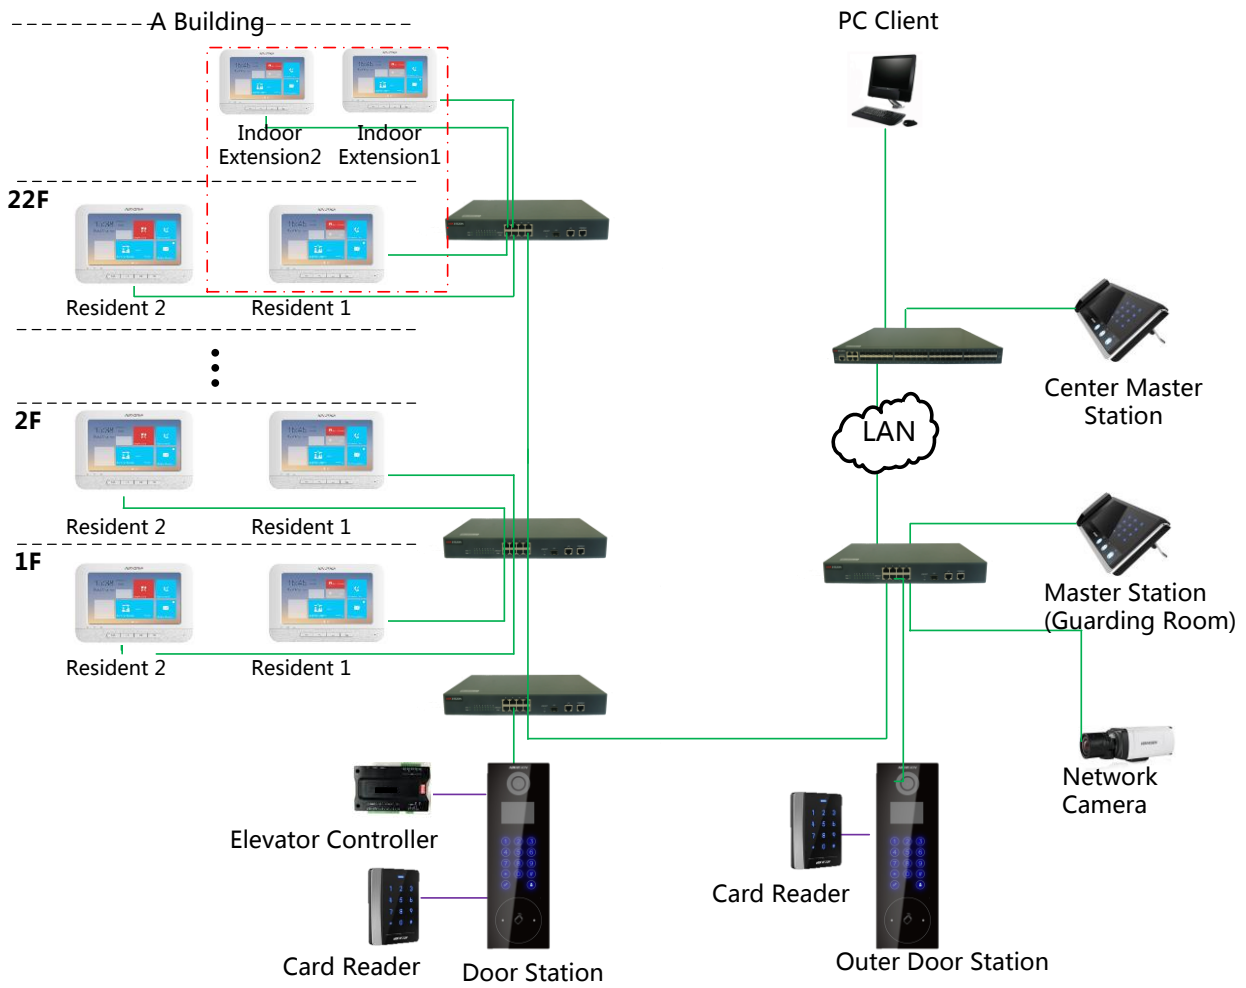 A Building
PC Client
Indoor
Extension2
Indoor
Extension1
22F
Resident 2
Resident 1
Center Master
Station
LAN
2F
Resident 2
Resident 1
1F
Master Station
(Guarding Room)
Resident 2
Resident 1
Network
Camera
Elevator Controller
Card Reader
Card Reader
Door Station
Outer Door Station